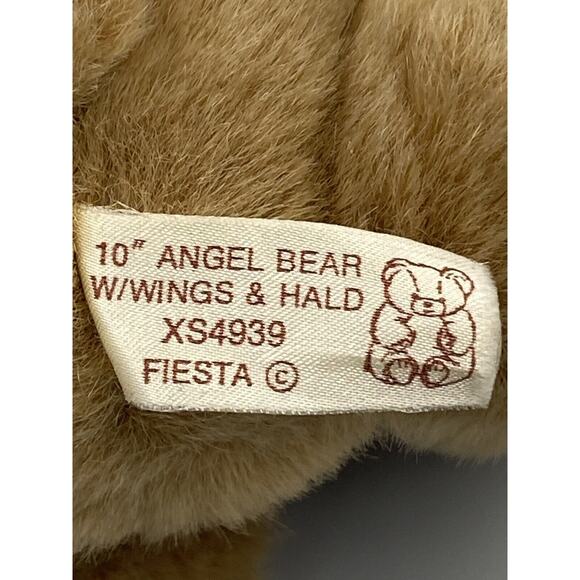 10" ANGEL BEAR
W/WINGS & HALD
XS4939
FIESTA ©